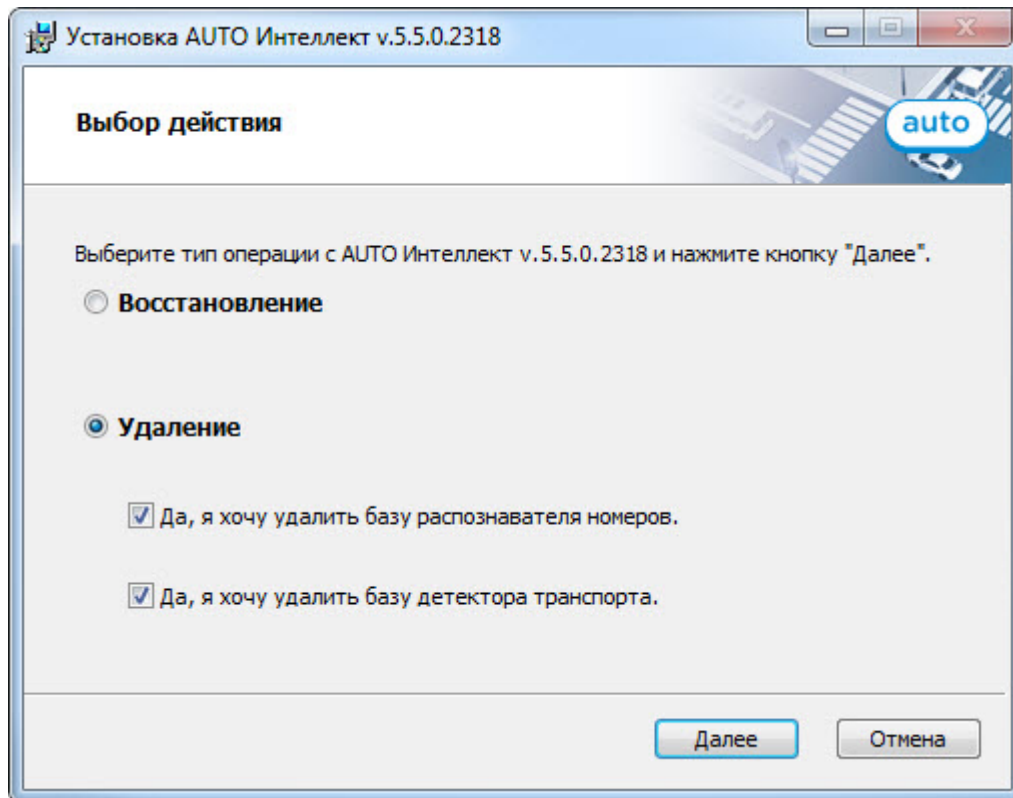 Установка AUTO Интеллект v.5.5.0.2318
Выбор действия
auto
Выберите тип операции с AUTO Интеллект v.5.5.0.2318 и нажмите кнопку "Далее".
Восстановление
Удаление
Да, я хочу удалить базу распознавателя номеров.
Да, я хочу удалить базу детектора транспорта.
Далее
Отмена